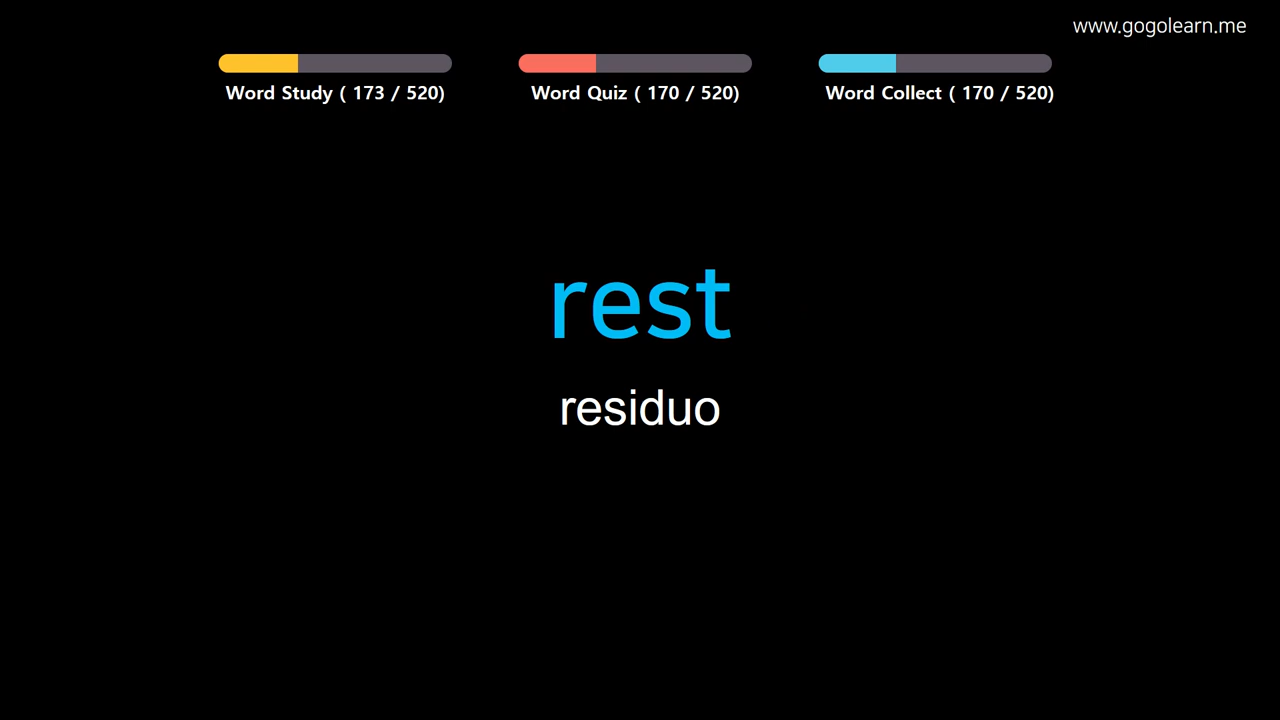 www.gogolearn.me
Word Study ( 173 / 520)
Word Quiz ( 170 / 520)
Word Collect ( 170 / 520)
rest
residuo